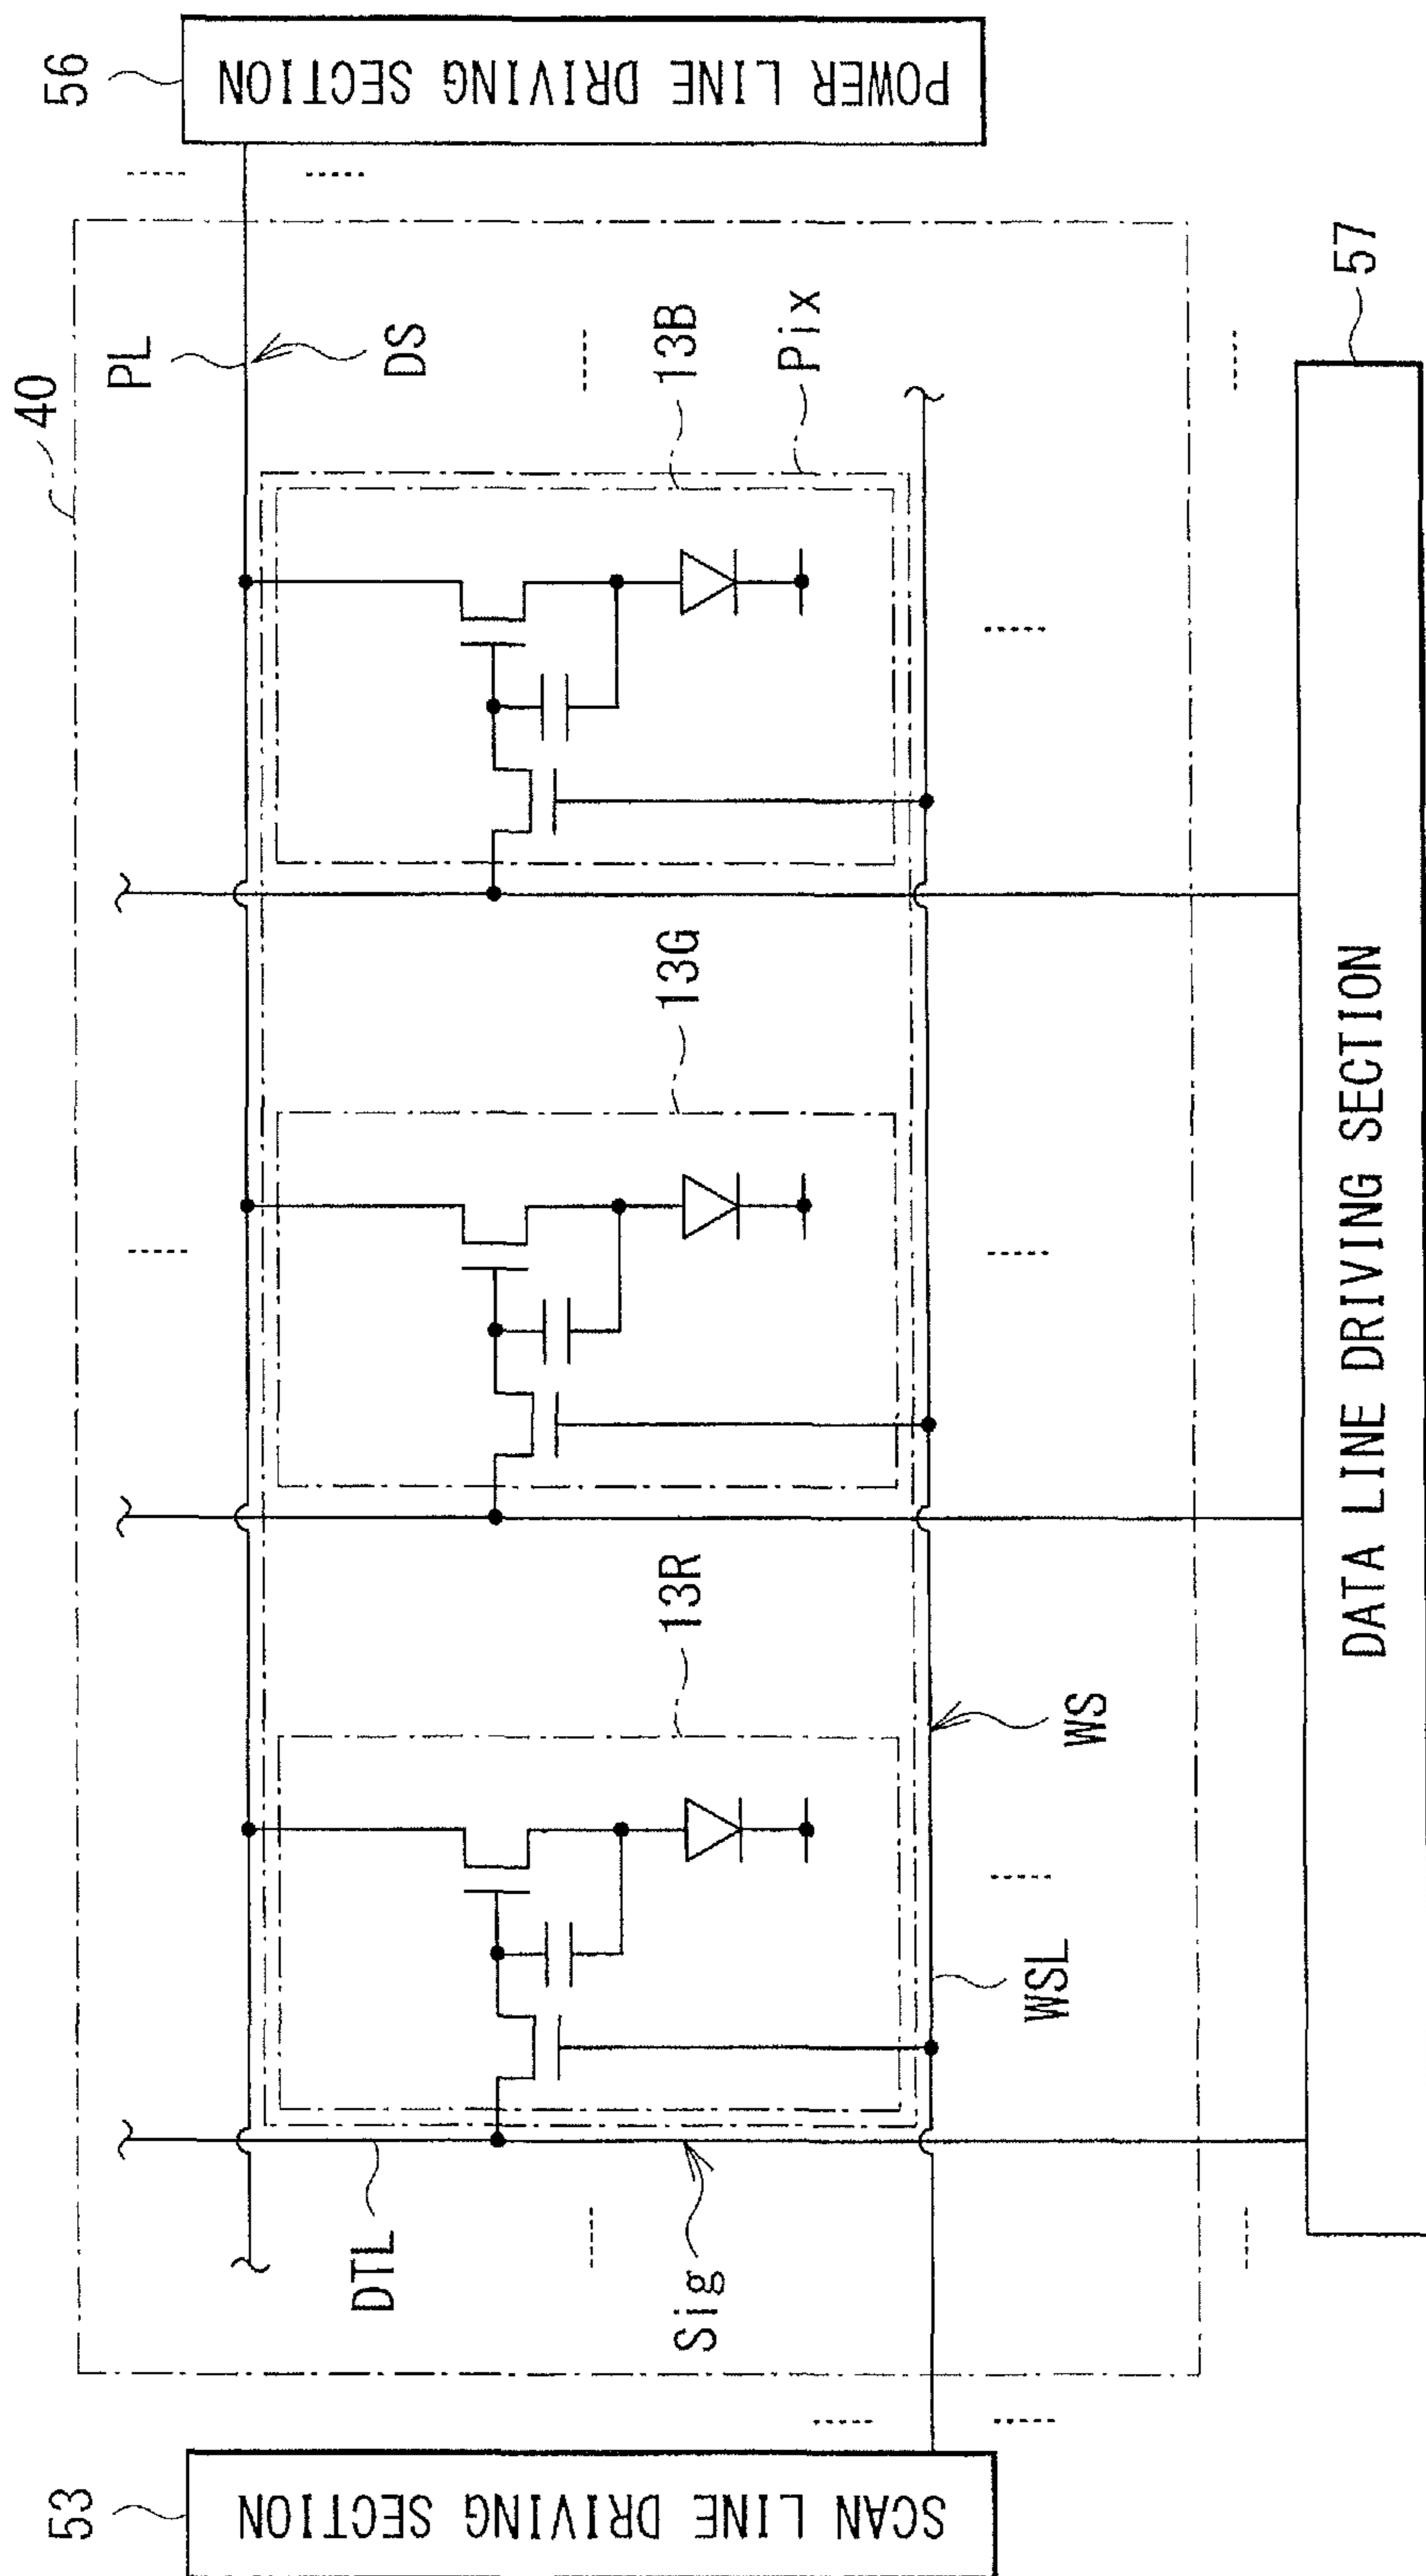 40
PL
DS
13B
Pix
13G
13R
DTL
Sig
WSL
WS
53
SCAN LINE DRIVING SECTION
56
POWER LINE DRIVING SECTION
57
DATA LINE DRIVING SECTION